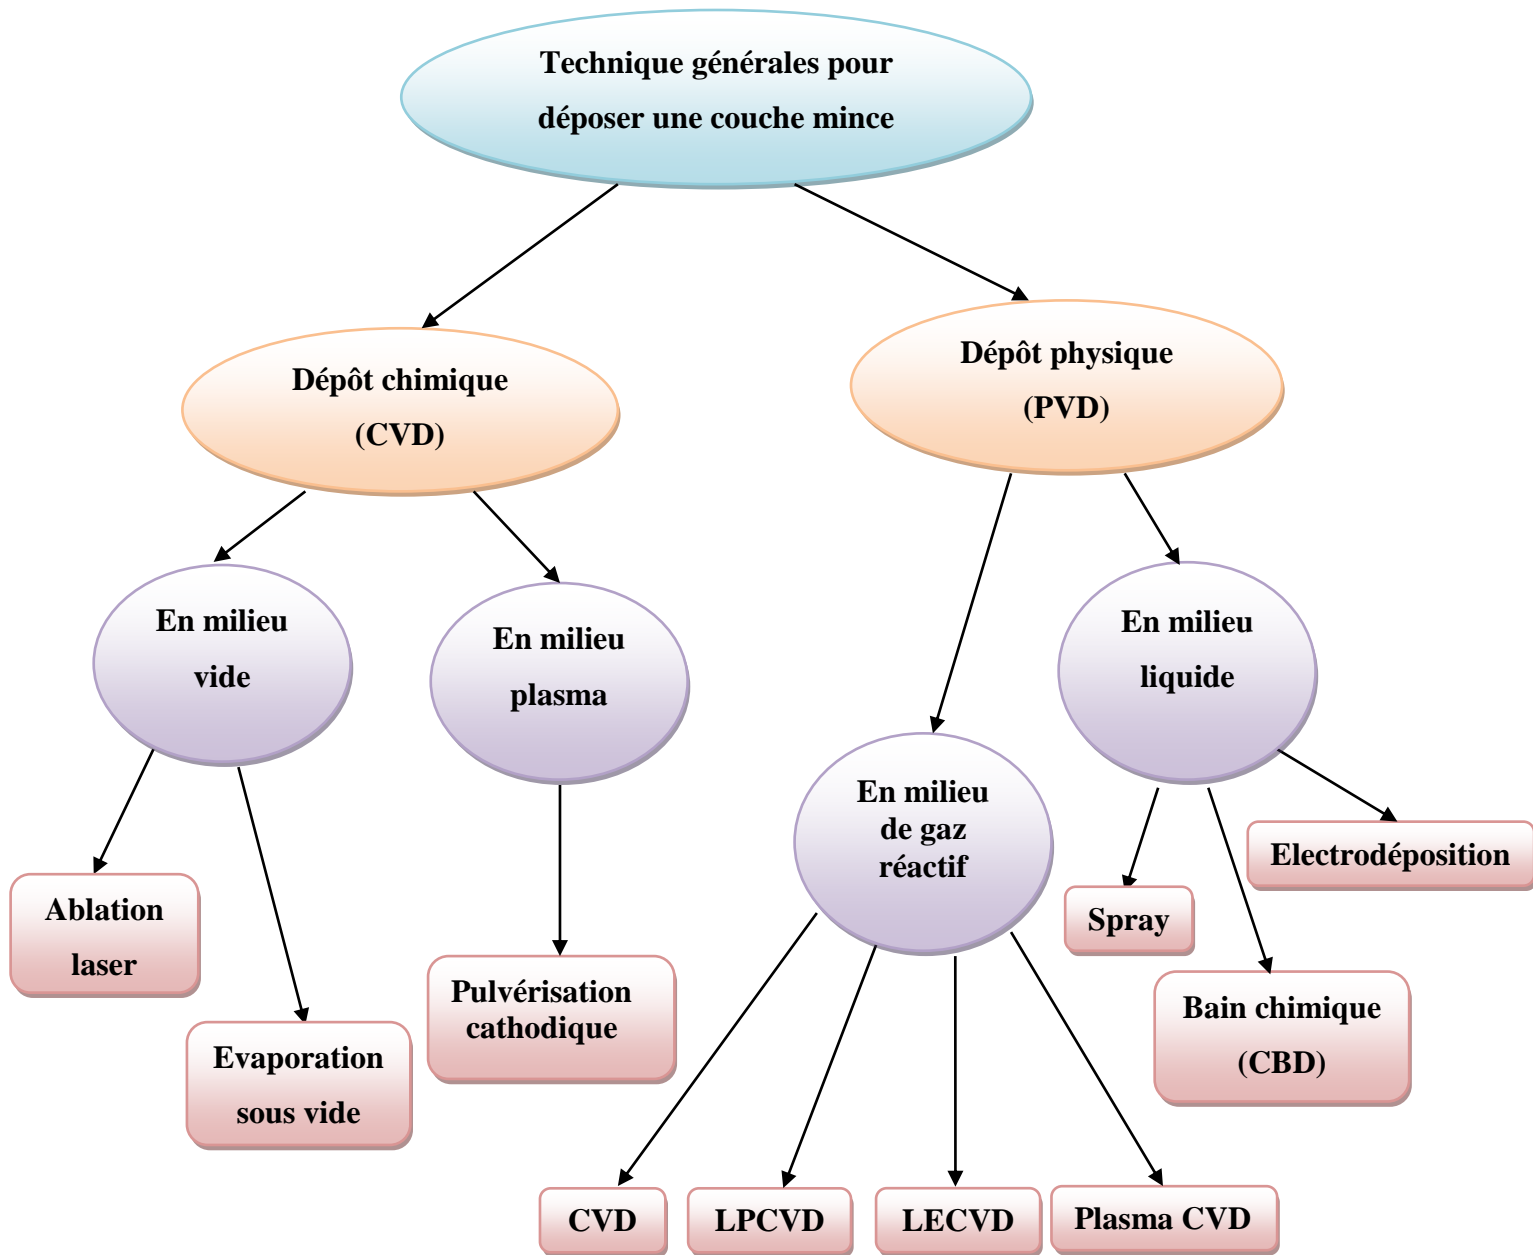 Technique générales pour
déposer une couche mince
Dépôt chimique
(CVD)
Dépôt physique
(PVD)
En milieu
vide
En milieu
plasma
En milieu
de gaz
réactif
En milieu
liquide
Ablation
laser
Evaporation
sous vide
Pulvérisation
cathodique
CVD
LPCVD
LECVD
Plasma CVD
Spray
Bain chimique
(CBD)
Electrodéposition